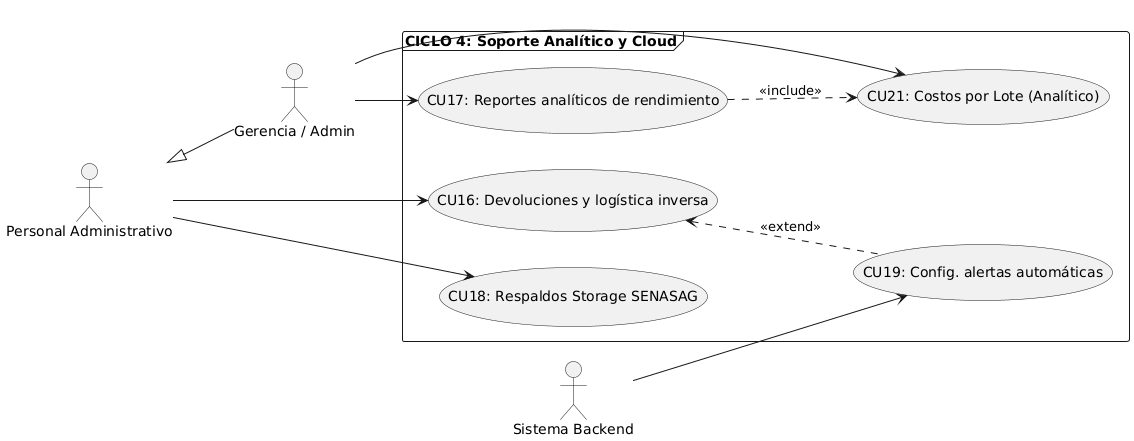 CICLO 4: Soporte Analítico y Cloud
Gerencia / Admin
CU17: Reportes analíticos de rendimiento
«include»
CU21: Costos por Lote (Analítico)
Personal Administrativo
CU16: Devoluciones y logística inversa
«extend»
CU19: Config. alertas automáticas
CU18: Respaldos Storage SENASAG
Sistema Backend